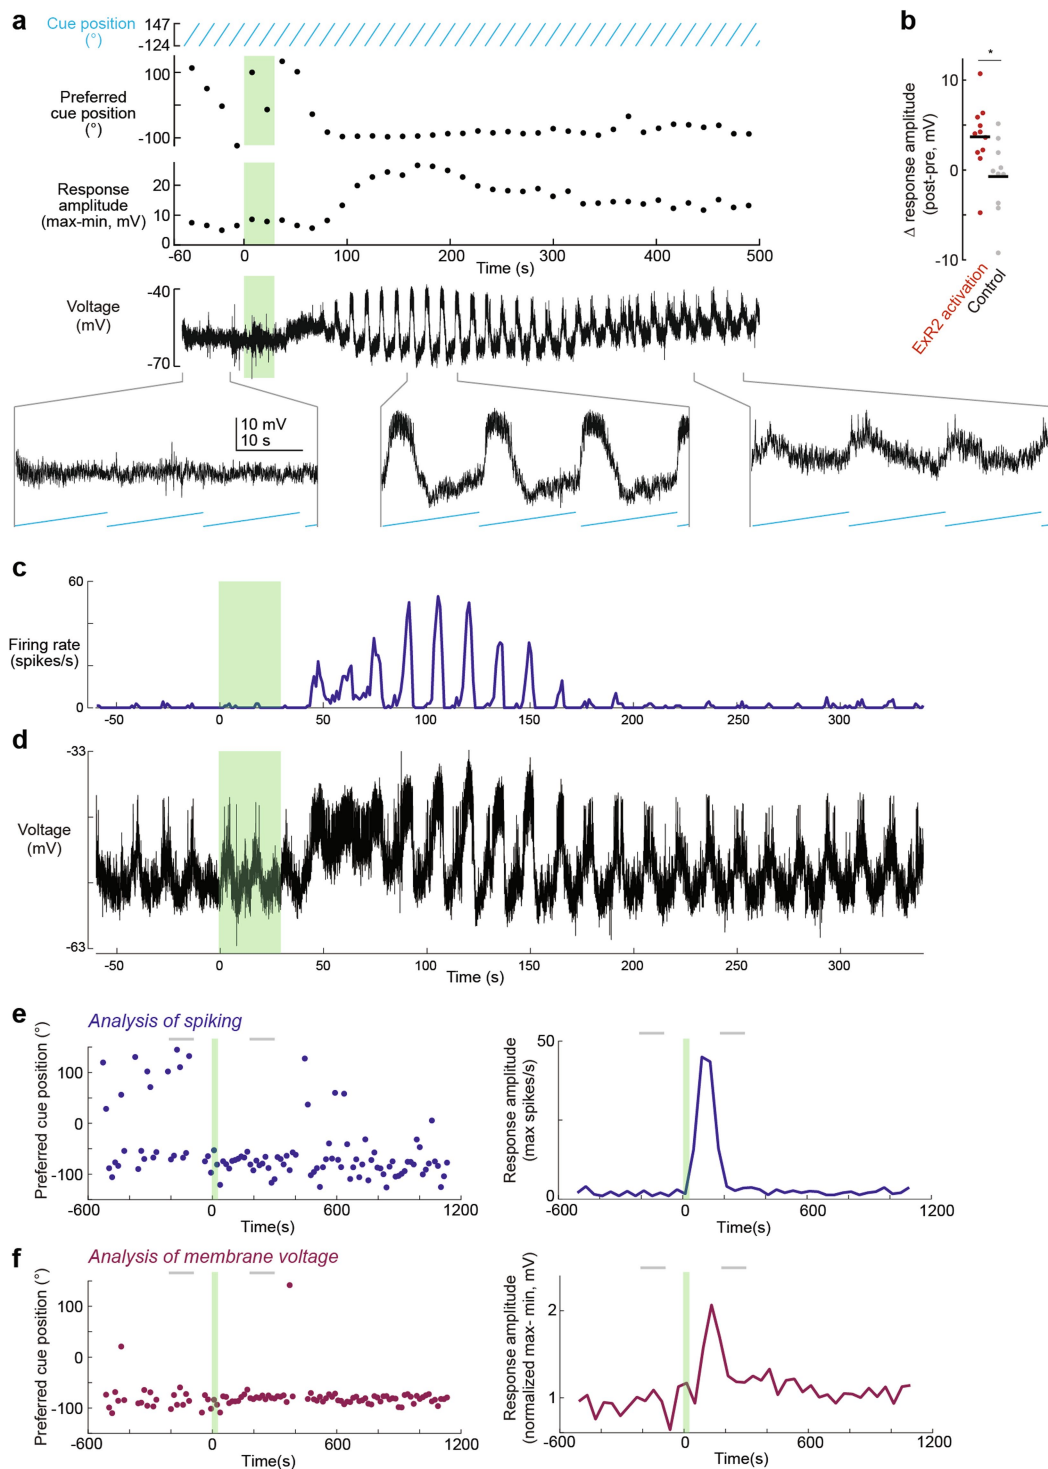 a
Cue position
(°)
147
-124
Preferred
cue position
(°)
100
-100
Response
amplitude
(max-min, mV)
20
10
0
-60
0
100
200
300
400
500
Time (s)
Voltage
(mV)
-40
-70
10 mV
10 s
b
*
Δ response amplitude
(post-pre, mV)
10
0
-10
ExR2 activation
Control
c
Firing rate
(spikes/s)
60
0
-50
0
50
100
150
200
250
300
d
Voltage
(mV)
-33
-63
-50
0
50
100
150
200
250
300
Time (s)
e
Analysis of spiking
Preferred cue position (°)
100
0
-100
-600
0
600
1200
Time(s)
Response amplitude
(max spikes/s)
50
0
-600
0
600
1200
Time(s)
f
Analysis of membrane voltage
Preferred cue position (°)
100
0
-100
-600
0
600
1200
Time(s)
Response amplitude
(normalized max- min, mV)
2
1
-600
0
600
1200
Time(s)